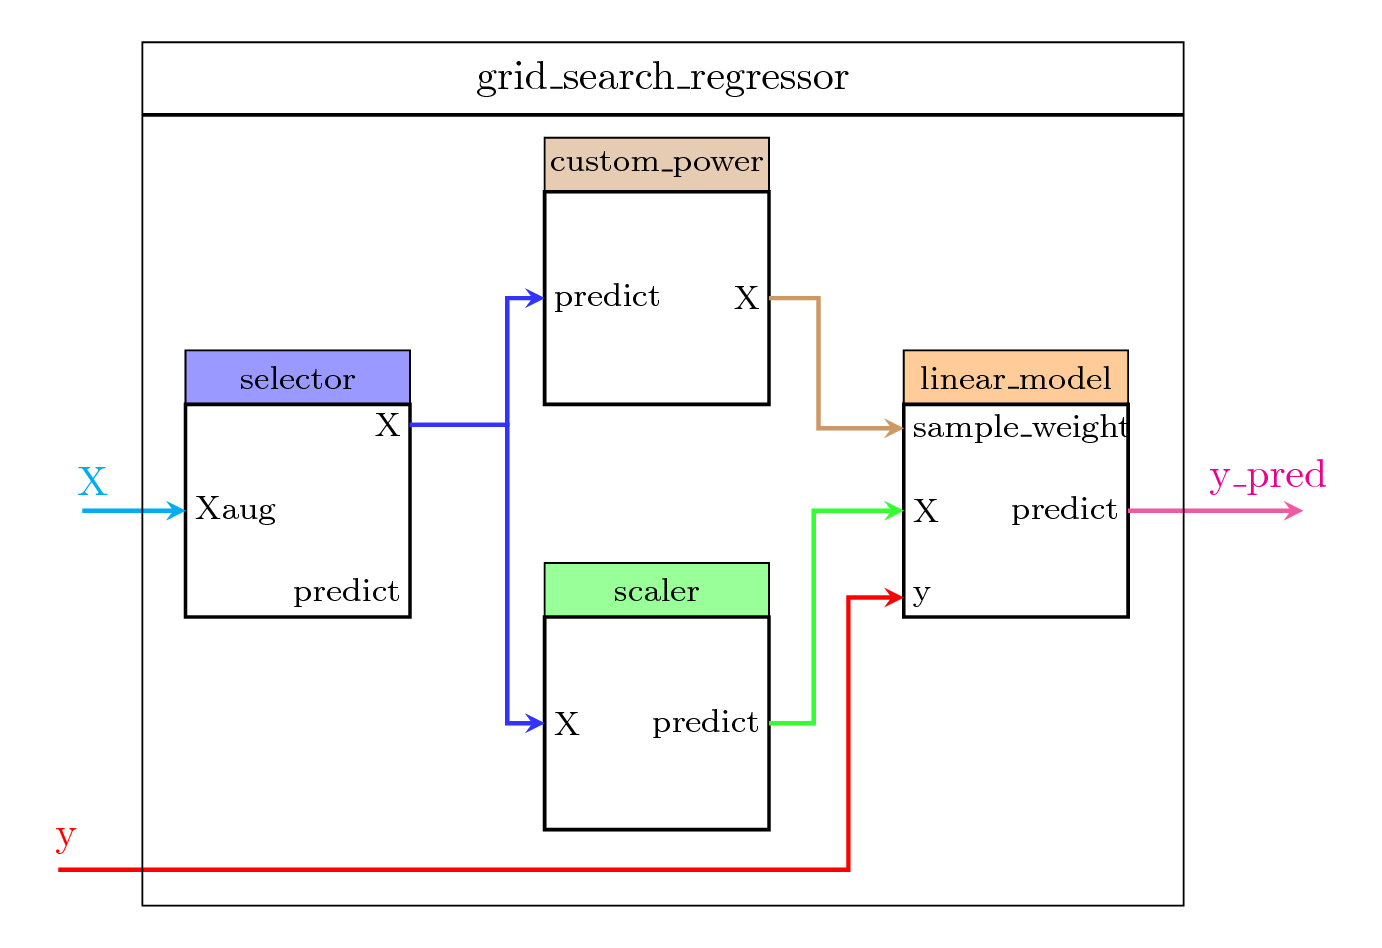 grid_search_regressor
custom_power
predict
X
selector
X
Xaug
predict
X
linear_model
sample_weight
X
predict
y
y_pred
scaler
X
predict
y